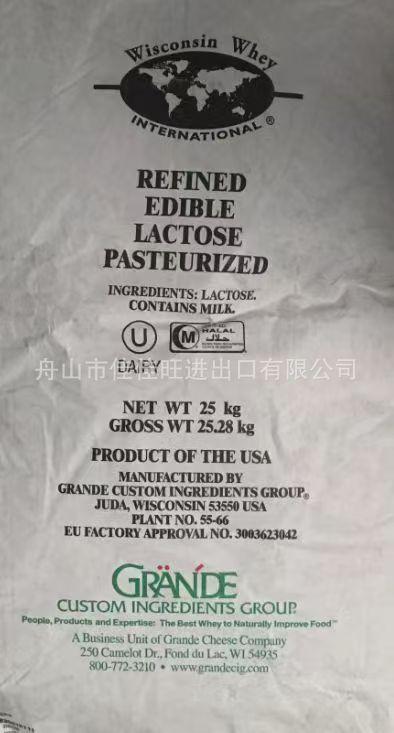 Wisconsin Whey
INTERNATIONAL®
REFINED
EDIBLE
LACTOSE
PASTEURIZED
INGREDIENTS: LACTOSE.
CONTAINS MILK.
U
M
HALAL
حلال
DAIRY
舟山市佳恒旺进出口有限公司
NET WT 25 kg
GROSS WT 25.28 kg
PRODUCT OF THE USA
MANUFACTURED BY
GRANDE CUSTOM INGREDIENTS GROUP®
JUDA, WISCONSIN 53550 USA
PLANT NO. 55-66
EU FACTORY APPROVAL NO. 3003623042
GRÄNDE
CUSTOM INGREDIENTS GROUP®
People, Products and Expertise: The Best Whey to Naturally Improve Food™
A Business Unit of Grande Cheese Company
250 Camelot Dr., Fond du Lac, WI 54935
800-772-3210 • www.grandecig.com